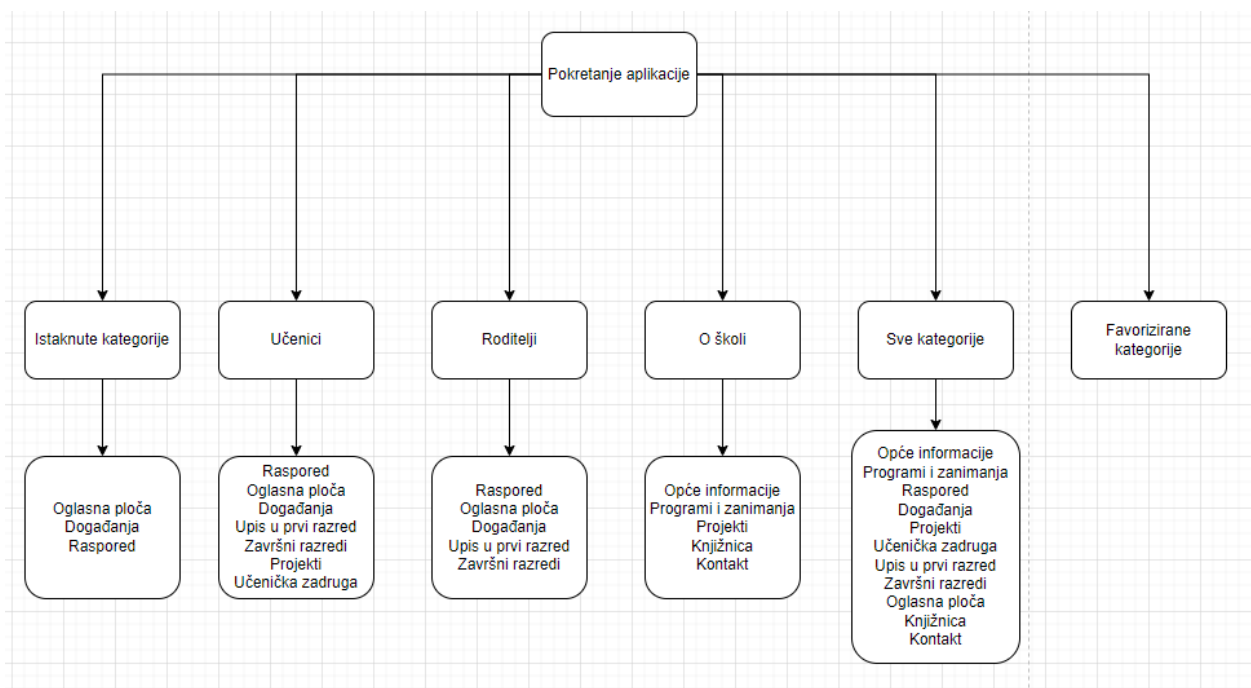 Pokretanje aplikacije
Istaknute kategorije
Učenici
Roditelji
O školi
Sve kategorije
Favorizirane
kategorije
Oglasna ploča
Događanja
Raspored
Raspored
Oglasna ploča
Događanja
Upis u prvi razred
Završni razredi
Projekti
Učenička zadruga
Raspored
Oglasna ploča
Događanja
Upis u prvi razred
Završni razredi
Opće informacije
Programi i zanimanja
Projekti
Knjižnica
Kontakt
Opće informacije
Programi i zanimanja
Raspored
Događanja
Projekti
Učenička zadruga
Upis u prvi razred
Završni razredi
Oglasna ploča
Knjižnica
Kontakt